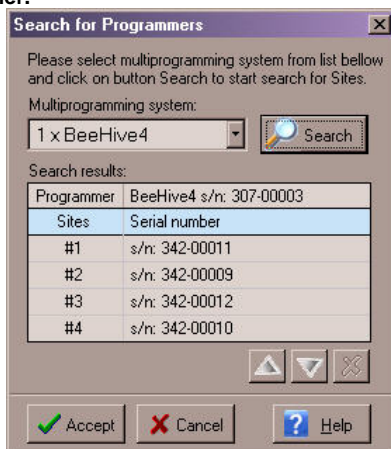 Search for Programmers
Please select multiprogramming system from list bellow
and click on button Search to start search for Sites.
Multiprogramming system:
1 x BeeHive4
Search
Search results:
Programmer BeeHive4 s/n: 307-00003
Sites Serial number
#1 s/n: 342-00011
#2 s/n: 342-00009
#3 s/n: 342-00012
#4 s/n: 342-00010
Accept Cancel ? Help